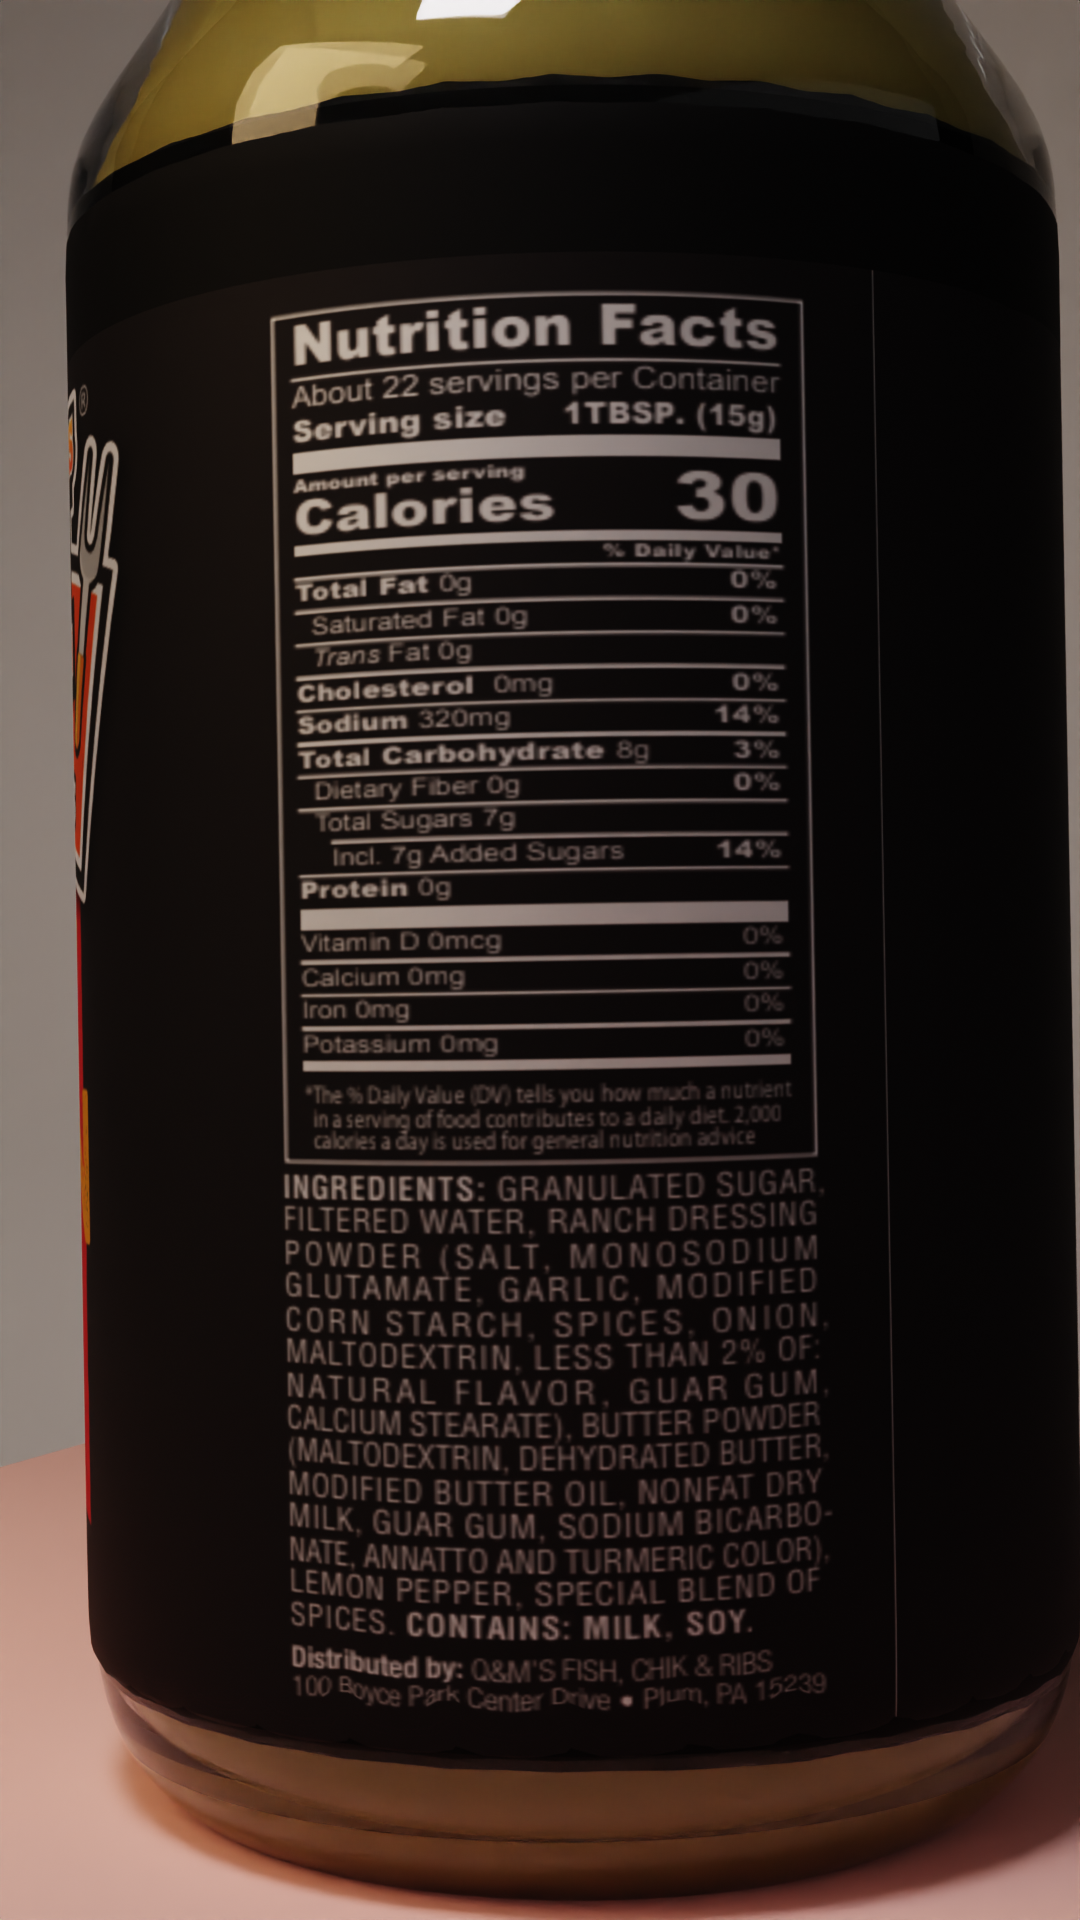 ®
Nutrition Facts
About 22 servings per Container
Serving size 1TBSP. (15g)
Amount per serving
Calories 30
% Daily Value*
Total Fat 0g 0%
Saturated Fat 0g 0%
Trans Fat 0g
Cholesterol 0mg 0%
Sodium 320mg 14%
Total Carbohydrate 8g 3%
Dietary Fiber 0g 0%
Total Sugars 7g
Incl. 7g Added Sugars 14%
Protein 0g
Vitamin D 0mcg 0%
Calcium 0mg 0%
Iron 0mg 0%
Potassium 0mg 0%
*The % Daily Value (DV) tells you how much a nutrient
in a serving of food contributes to a daily diet. 2,000
calories a day is used for general nutrition advice
INGREDIENTS: GRANULATED SUGAR,
FILTERED WATER, RANCH DRESSING
POWDER (SALT, MONOSODIUM
GLUTAMATE, GARLIC, MODIFIED
CORN STARCH, SPICES, ONION,
MALTODEXTRIN, LESS THAN 2% OF:
NATURAL FLAVOR, GUAR GUM,
CALCIUM STEARATE), BUTTER POWDER
(MALTODEXTRIN, DEHYDRATED BUTTER,
MODIFIED BUTTER OIL, NONFAT DRY
MILK, GUAR GUM, SODIUM BICARBO-
NATE, ANNATTO AND TURMERIC COLOR),
LEMON PEPPER, SPECIAL BLEND OF
SPICES. CONTAINS: MILK, SOY.
Distributed by: Q&M'S FISH, CHIK & RIBS
100 Boyce Park Center Drive • Plum, PA 15239